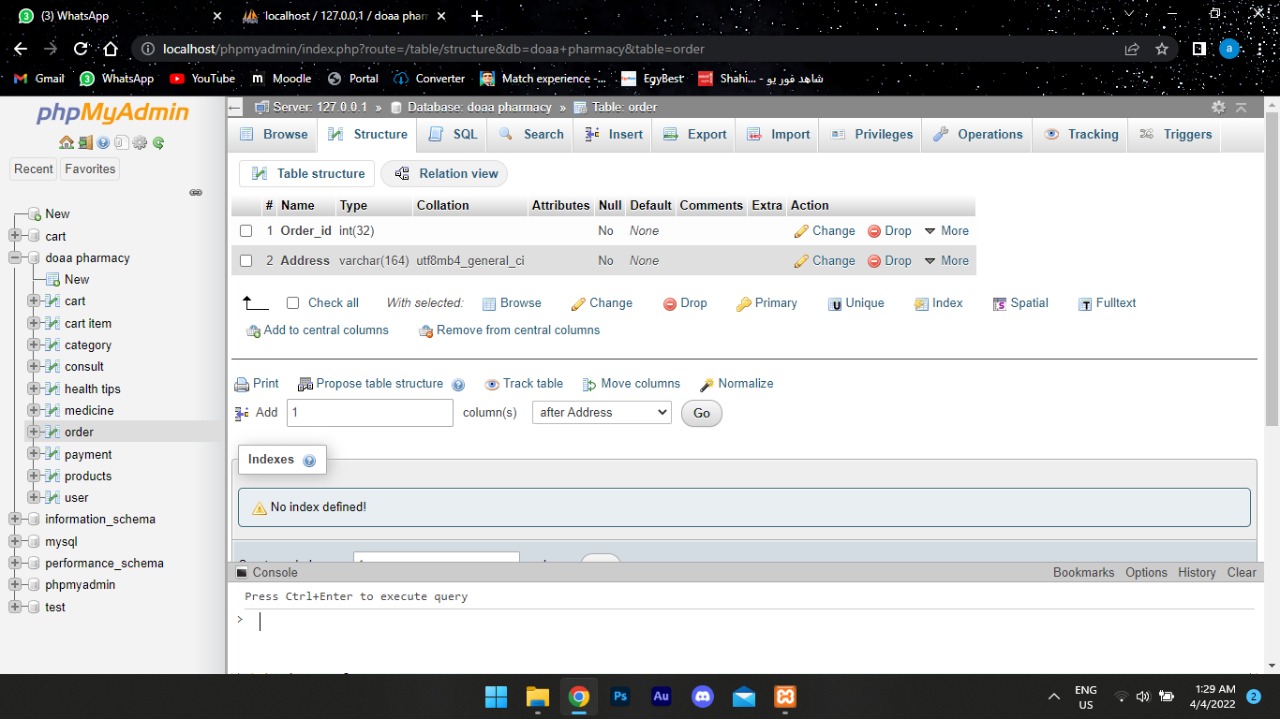 (3) WhatsApp
localhost / 127.0.0.1 / doaa phar
localhost/phpmyadmin/index.php?route=/table/structure&db=doaa+pharmacy&table=order
a
Gmail WhatsApp YouTube Moodle Portal Converter Match experience -... EgyBest Shahi... - شاهد فور يو
phpMyAdmin
Recent Favorites
New
cart
doaa pharmacy
New
cart
cart item
category
consult
health tips
medicine
order
payment
products
user
information_schema
mysql
performance_schema
phpmyadmin
test
Server: 127.0.0.1 » Database: doaa pharmacy » Table: order
Browse Structure SQL Search Insert Export Import Privileges Operations Tracking Triggers
Table structure Relation view
# Name Type Collation Attributes Null Default Comments Extra Action
1 Order_id int(32) No None Change Drop More
2 Address varchar(164) utf8mb4_general_ci No None Change Drop More
Check all With selected: Browse Change Drop Primary Unique Index Spatial Fulltext
Add to central columns Remove from central columns
Print Propose table structure Track table Move columns Normalize
Add 1 column(s) after Address Go
Indexes
No index defined!
Console Bookmarks Options History Clear
Press Ctrl+Enter to execute query
>
Ps Au
ENG
US
1:29 AM
4/4/2022
2